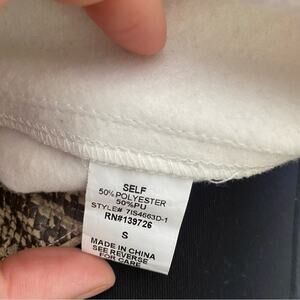 SELF
50% POLYESTER
50%PU
STYLE# 7IS4663D-1
RN#139726
S
MADE IN CHINA
SEE REVERSE
FOR CARE